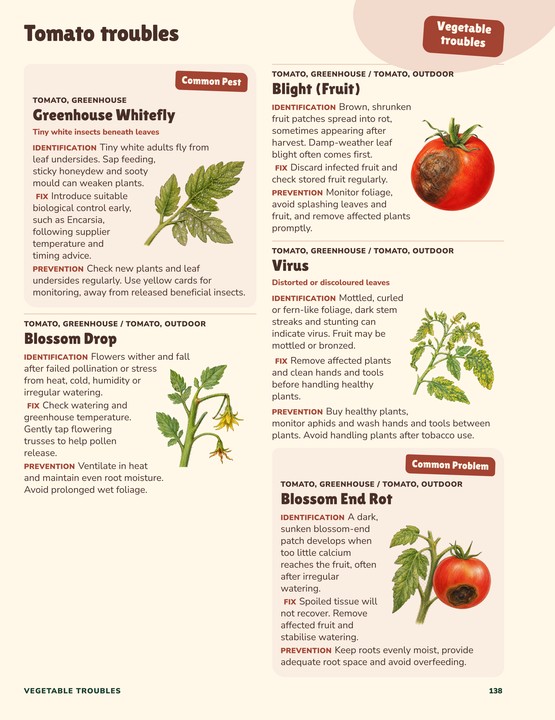 Tomato troubles
Vegetable
troubles
Common Pest
TOMATO, GREENHOUSE
Greenhouse Whitefly
Tiny white insects beneath leaves
IDENTIFICATION Tiny white adults fly from
leaf undersides. Sap feeding,
sticky honeydew and sooty
mould can weaken plants.
FIX Introduce suitable
biological control early,
such as Encarsia,
following supplier
temperature and
timing advice.
PREVENTION Check new plants and leaf
undersides regularly. Use yellow cards for
monitoring, away from released beneficial insects.
TOMATO, GREENHOUSE / TOMATO, OUTDOOR
Blossom Drop
IDENTIFICATION Flowers wither and fall
after failed pollination or stress
from heat, cold, humidity or
irregular watering.
FIX Check watering and
greenhouse temperature.
Gently tap flowering
trusses to help pollen
release.
PREVENTION Ventilate in heat
and maintain even root moisture.
Avoid prolonged wet foliage.
TOMATO, GREENHOUSE / TOMATO, OUTDOOR
Blight (Fruit)
IDENTIFICATION Brown, shrunken
fruit patches spread into rot,
sometimes appearing after
harvest. Damp-weather leaf
blight often comes first.
FIX Discard infected fruit and
check stored fruit regularly.
PREVENTION Monitor foliage,
avoid splashing leaves and
fruit, and remove affected plants
promptly.
TOMATO, GREENHOUSE / TOMATO, OUTDOOR
Virus
Distorted or discoloured leaves
IDENTIFICATION Mottled, curled
or fern-like foliage, dark stem
streaks and stunting can
indicate virus. Fruit may be
mottled or bronzed.
FIX Remove affected plants
and clean hands and tools
before handling healthy
plants.
PREVENTION Buy healthy plants,
monitor aphids and wash hands and tools between
plants. Avoid handling plants after tobacco use.
Common Problem
TOMATO, GREENHOUSE / TOMATO, OUTDOOR
Blossom End Rot
IDENTIFICATION A dark,
sunken blossom-end
patch develops when
too little calcium
reaches the fruit, often
after irregular
watering.
FIX Spoiled tissue will
not recover. Remove
affected fruit and
stabilise watering.
PREVENTION Keep roots evenly moist, provide
adequate root space and avoid overfeeding.
VEGETABLE TROUBLES
138